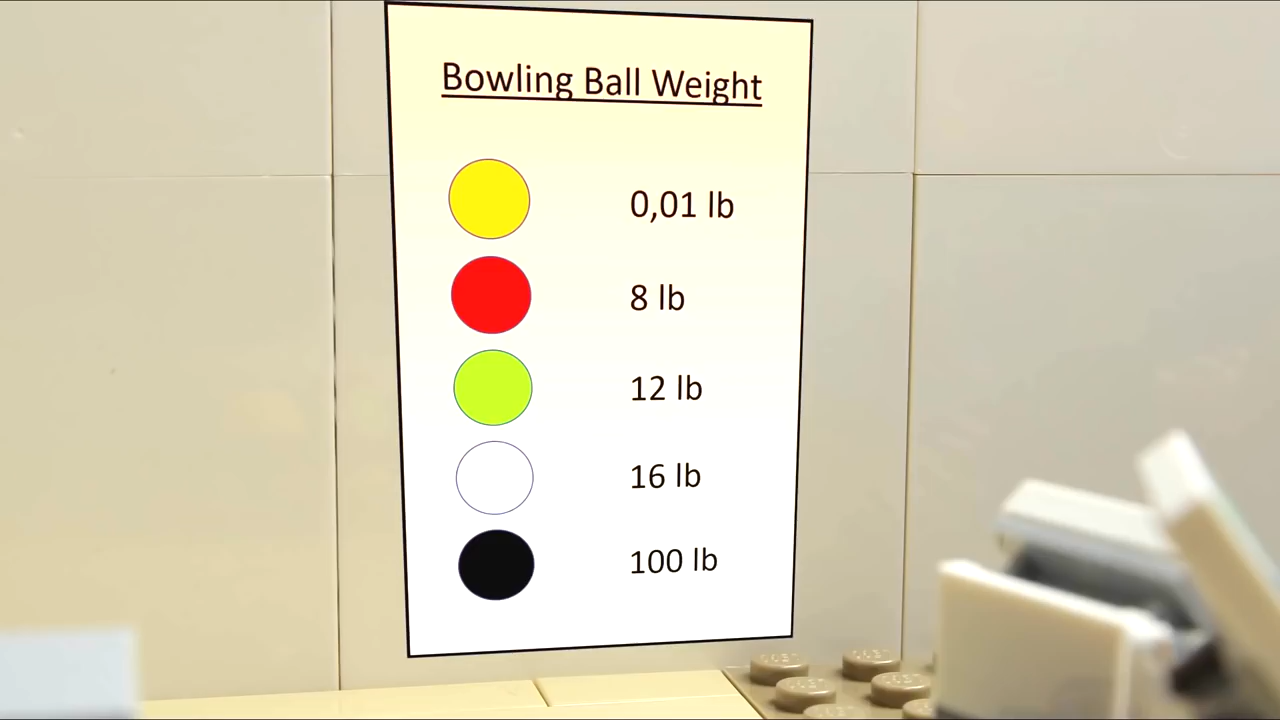 Bowling Ball Weight
0,01 lb
8 lb
12 lb
16 lb
100 lb